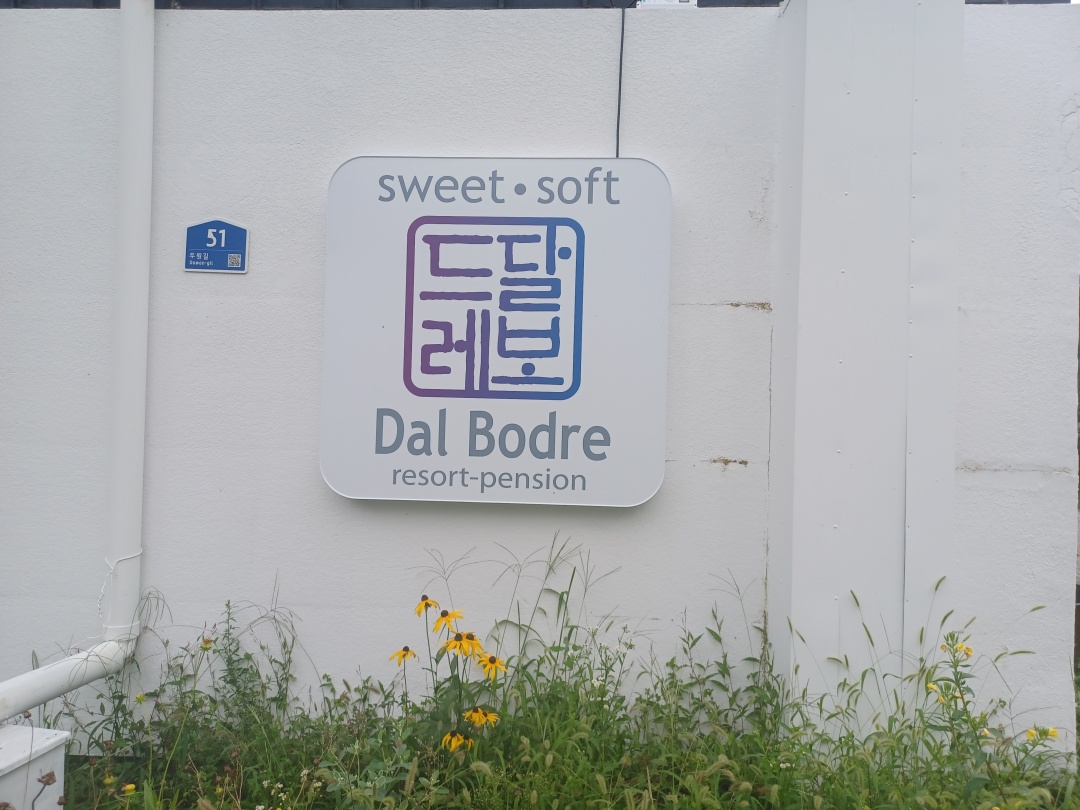 sweet • soft
달보
드레
Dal Bodre
resort-pension
51